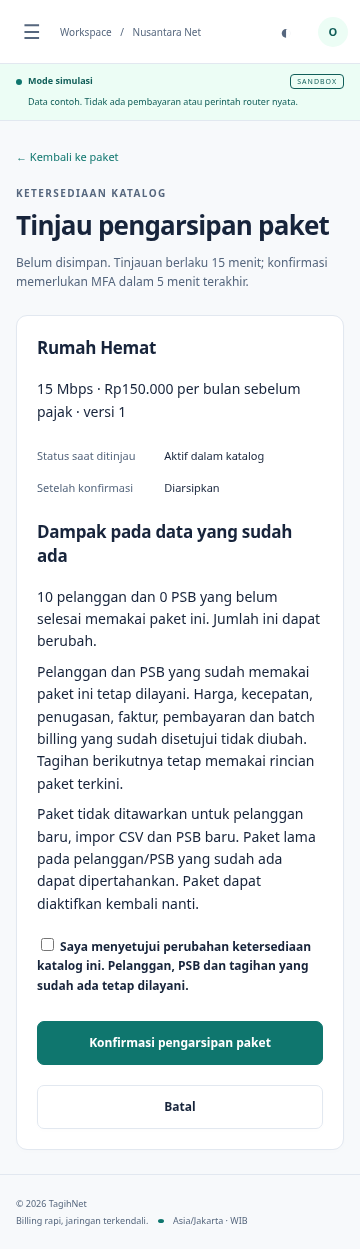 ☰ Workspace / Nusantara Net O
Mode simulasi SANDBOX
Data contoh. Tidak ada pembayaran atau perintah router nyata.
← Kembali ke paket
KETERSEDIAAN KATALOG
Tinjau pengarsipan paket
Belum disimpan. Tinjauan berlaku 15 menit; konfirmasi
memerlukan MFA dalam 5 menit terakhir.
Rumah Hemat
15 Mbps · Rp150.000 per bulan sebelum
pajak · versi 1
Status saat ditinjau Aktif dalam katalog
Setelah konfirmasi Diarsipkan
Dampak pada data yang sudah
ada
10 pelanggan dan 0 PSB yang belum
selesai memakai paket ini. Jumlah ini dapat
berubah.
Pelanggan dan PSB yang sudah memakai
paket ini tetap dilayani. Harga, kecepatan,
penugasan, faktur, pembayaran dan batch
billing yang sudah disetujui tidak diubah.
Tagihan berikutnya tetap memakai rincian
paket terkini.
Paket tidak ditawarkan untuk pelanggan
baru, impor CSV dan PSB baru. Paket lama
pada pelanggan/PSB yang sudah ada
dapat dipertahankan. Paket dapat
diaktifkan kembali nanti.
Saya menyetujui perubahan ketersediaan
katalog ini. Pelanggan, PSB dan tagihan yang
sudah ada tetap dilayani.
Konfirmasi pengarsipan paket
Batal
© 2026 TagihNet
Billing rapi, jaringan terkendali. Asia/Jakarta · WIB